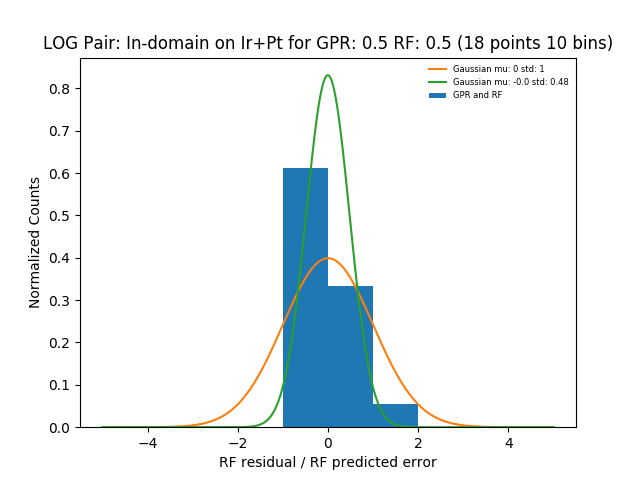 LOG Pair: In-domain on Ir+Pt for GPR: 0.5 RF: 0.5 (18 points 10 bins)
Gaussian mu: 0 std: 1
Gaussian mu: -0.0 std: 0.48
GPR and RF
Normalized Counts
0.8
0.7
0.6
0.5
0.4
0.3
0.2
0.1
0.0
−4 −2 0 2 4
RF residual / RF predicted error